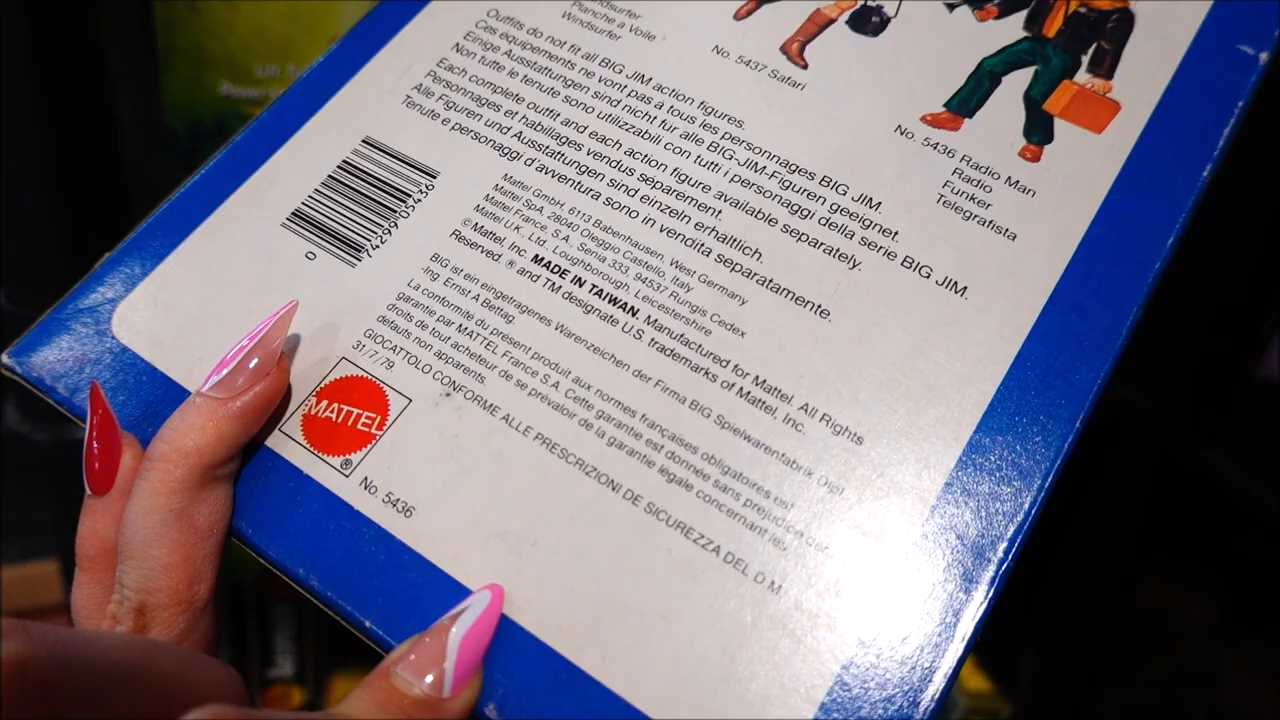 Planche à Voile
Windsurfer
No. 5437 Safari
No. 5436 Radio Man
Radio
Funker
Telegrafista
Outfits do not fit all BIG JIM action figures.
Ces equipements ne vont pas à tous les personnages BIG JIM.
Einige Ausstattungen sind nicht für alle BIG-JIM-Figuren geeignet.
Non tutte le tenute sono utilizzabili con tutti i personaggi della serie BIG JIM.
Each complete outfit and each action figure available separately.
Personnages et habillages vendus séparément.
Alle Figuren und Ausstattungen sind einzeln erhältlich.
Tenute e personaggi d'avventura sono in vendita separatamente.
0 74299 05436
Mattel GmbH, 6113 Babenhausen, West Germany
Mattel SpA, 28040 Oleggio Castello, Italy
Mattel France, S.A., Senia 333, 94537 Rungis Cedex
Mattel U.K., Ltd., Loughborough, Leicestershire
©Mattel, Inc. MADE IN TAIWAN. Manufactured for Mattel. All Rights
Reserved. ® and TM designate U.S. trademarks of Mattel, Inc.
BIG ist ein eingetragenes Warenzeichen der Firma BIG Spielwarenfabrik Dipl.
-Ing. Ernst A Bettag.
La conformité du présent produit aux normes françaises obligatoires est
garantie par MATTEL France S.A. Cette garantie est donnée sans préjudice des
droits de tout acheteur de se prévaloir de la garantie légale concernant les
défauts non apparents.
GIOCATTOLO CONFORME ALLE PRESCRIZIONI DE SICUREZZA DEL D.M.
31/7/79.
MATTEL
®
No. 5436